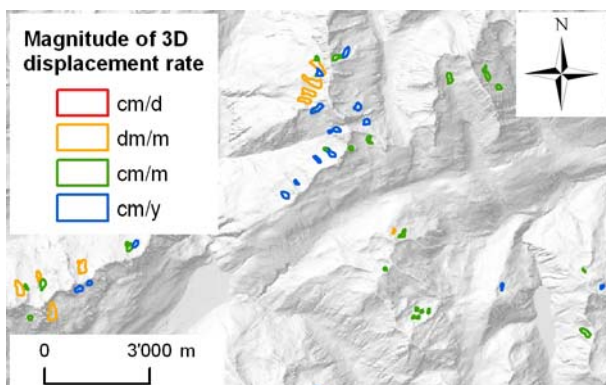 Magnitude of 3D
displacement rate
cm/d
dm/m
cm/m
cm/y
N
0 3'000 m